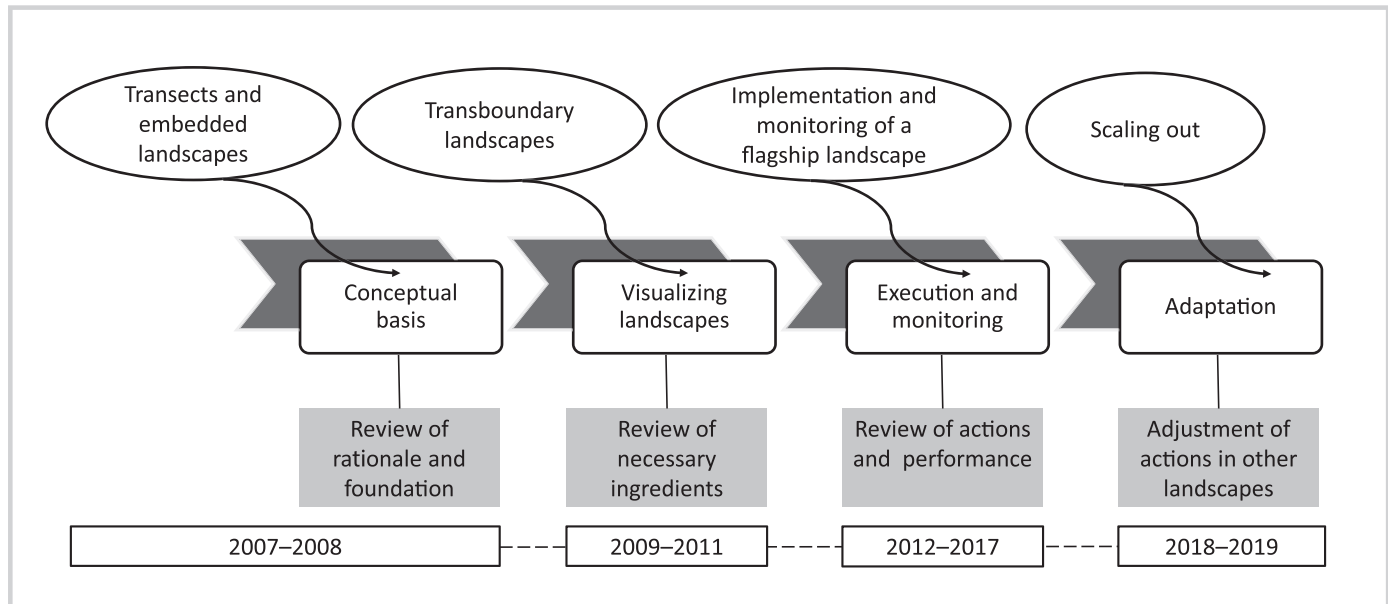 Transects and
embedded
landscapes
Transboundary
landscapes
Implementation and
monitoring of a
flagship landscape
Scaling out
Conceptual
basis
Visualizing
landscapes
Execution and
monitoring
Adaptation
Review of
rationale and
foundation
Review of
necessary
ingredients
Review of actions
and performance
Adjustment of
actions in other
landscapes
2007–2008
2009–2011
2012–2017
2018–2019